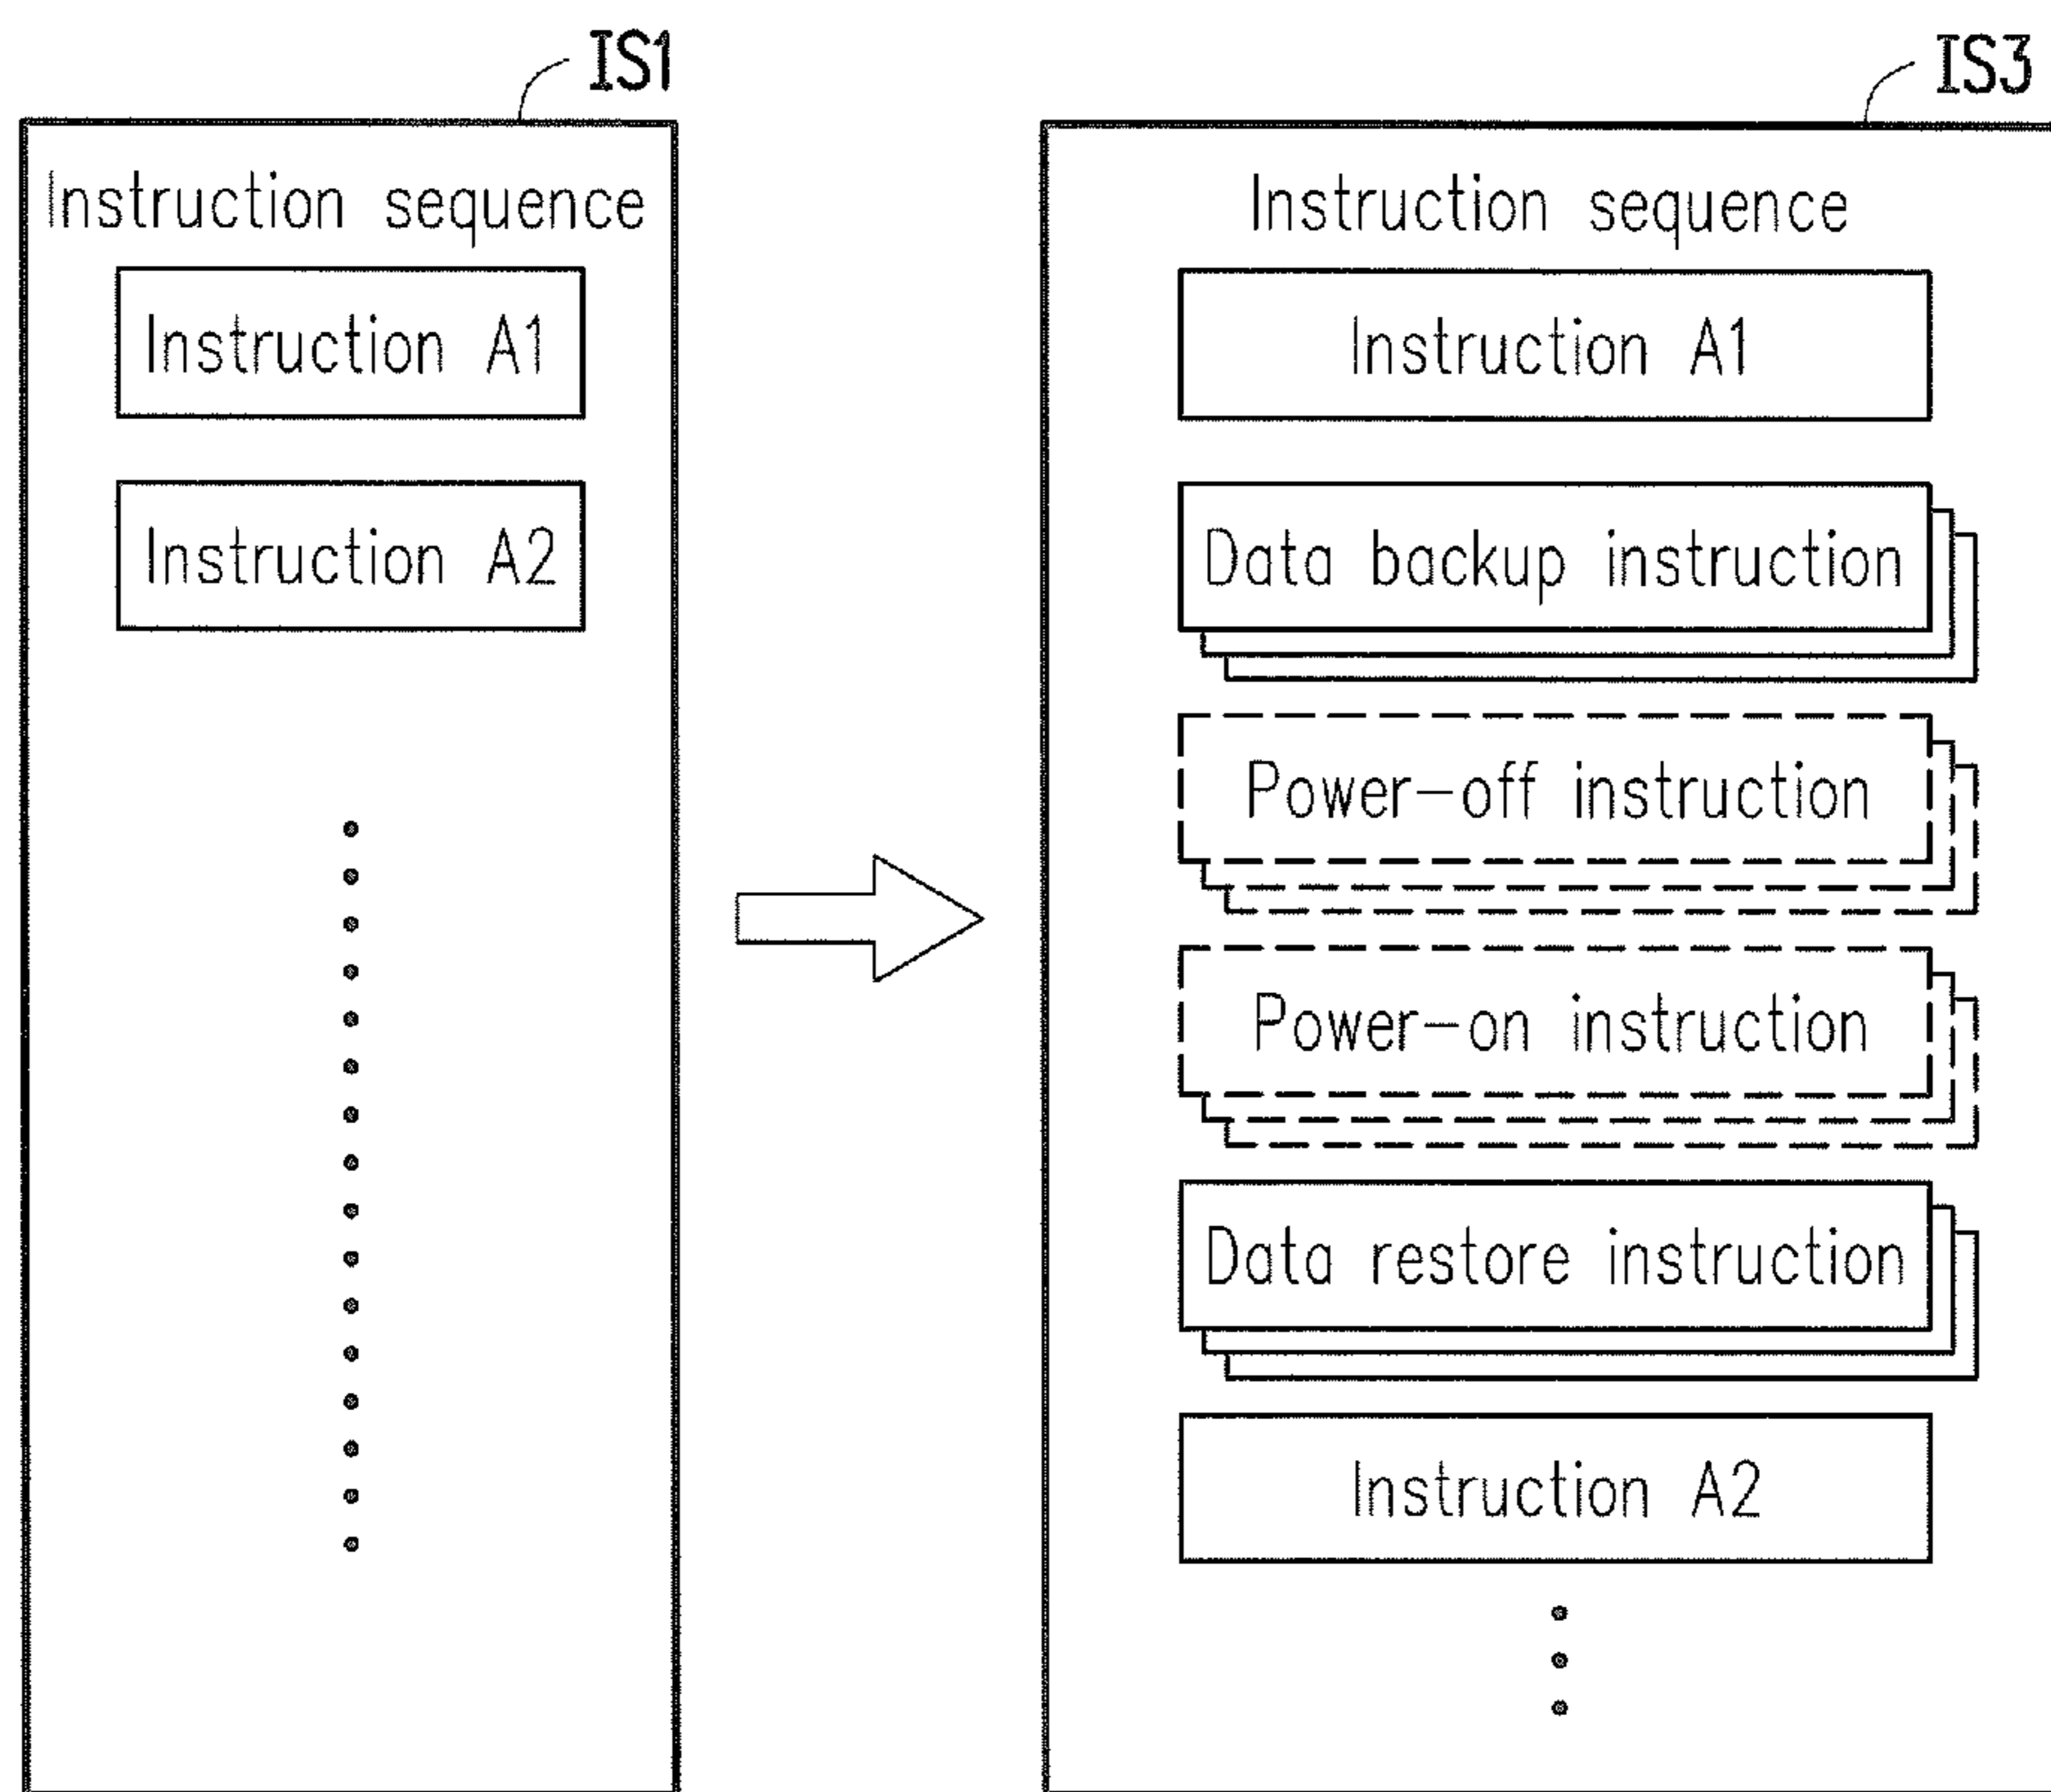 IS1
Instruction sequence
Instruction A1
Instruction A2
IS3
Instruction sequence
Instruction A1
Data backup instruction
Power-off instruction
Power-on instruction
Data restore instruction
Instruction A2